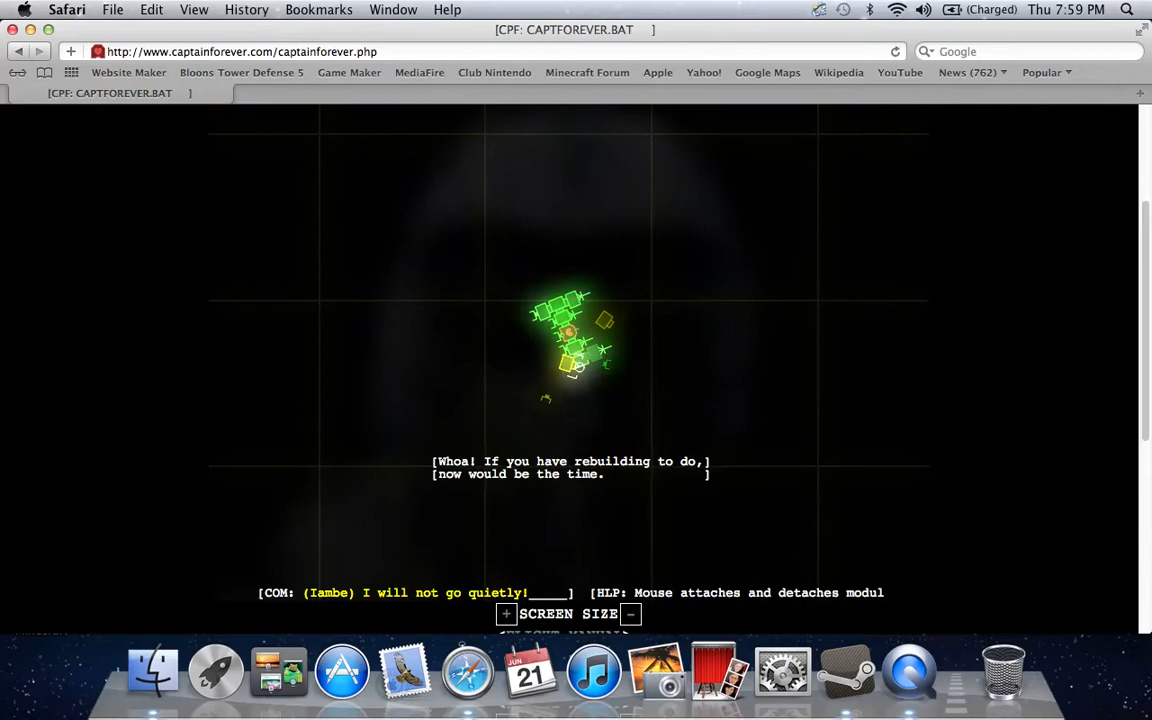 Safari File Edit View History Bookmarks Window Help (Charged) Thu 7:59 PM
[CPF: CAPTFOREVER.BAT ]
http://www.captainforever.com/captainforever.php Google
Website Maker Bloons Tower Defense 5 Game Maker MediaFire Club Nintendo Minecraft Forum Apple Yahoo! Google Maps Wikipedia YouTube News (762) Popular
[CPF: CAPTFOREVER.BAT ]
[Whoa! If you have rebuilding to do,]
[now would be the time. ]
[COM: (Iambe) I will not go quietly!_____] [HLP: Mouse attaches and detaches modul
+ SCREEN SIZE -
JUN
21